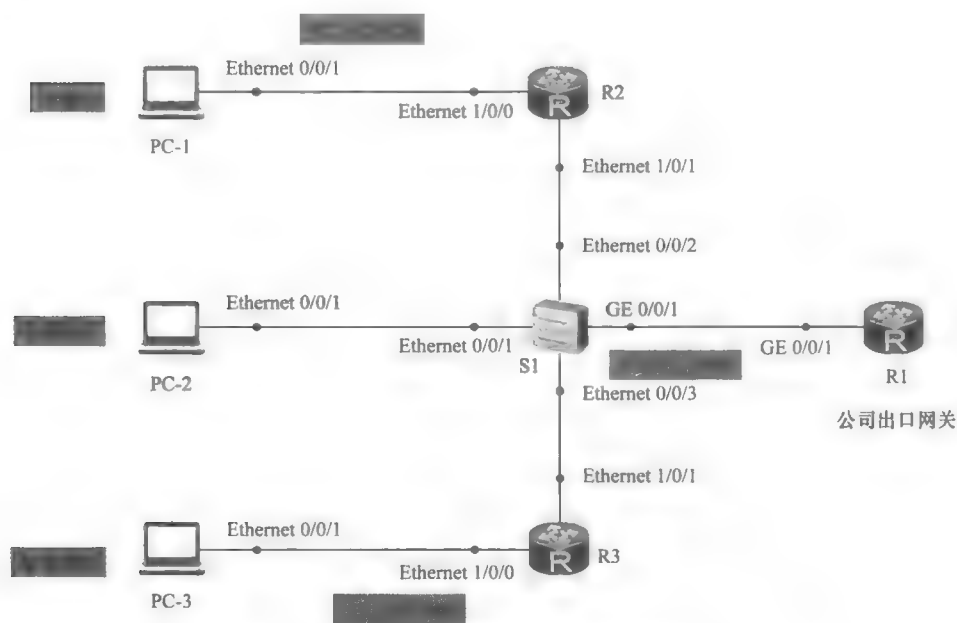 Ethernet 0/0/1
Ethernet 1/0/0
R2
PC-1
Ethernet 1/0/1
Ethernet 0/0/2
Ethernet 0/0/1
Ethernet 0/0/1
GE 0/0/1
GE 0/0/1
S1
PC-2
R1
Ethernet 0/0/3
公司出口网关
Ethernet 1/0/1
Ethernet 0/0/1
Ethernet 1/0/0
R3
PC-3